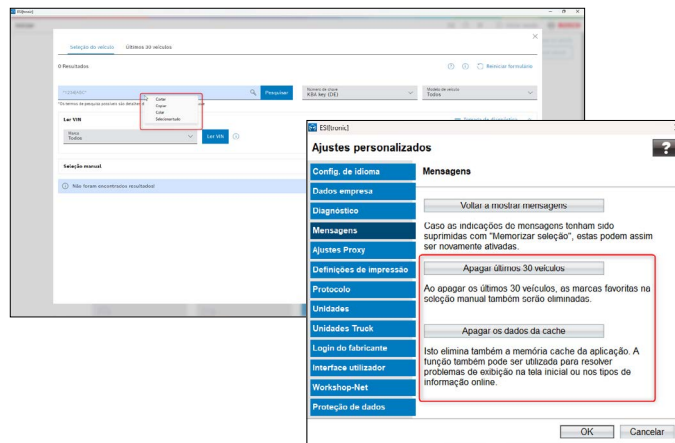 ESI[tronic]
Seleção do veículo Últimos 30 veículos
0 Resultados
Reiniciar formulário
Pesquisar
Número de chave
KBA key (DE)
Modelo de veículo
Todos
Cortar
Copiar
Colar
Selecionar tudo
Ler VIN
Marca
Todos
Ler VIN
Seleção manual
Não foram encontrados resultados!
ESI[tronic]
Ajustes personalizados
?
Config. de idioma
Dados empresa
Diagnóstico
Mensagens
Ajustes Proxy
Definições de impressão
Protocolo
Unidades
Unidades Truck
Login do fabricante
Interface utilizador
Workshop-Net
Proteção de dados
Mensagens
Voltar a mostrar mensagens
Caso as indicações de mensagens tenham sido
suprimidas com "Memorizar seleção", estas podem assim
ser novamente ativadas.
Apagar últimos 30 veículos
Ao apagar os últimos 30 veículos, as marcas favoritas na
seleção manual também serão eliminadas.
Apagar os dados da cache
Isto elimina também a memória cache da aplicação. A
função também pode ser utilizada para resolver
problemas de exibição na tela inicial ou nos tipos de
informação online.
OK Cancelar